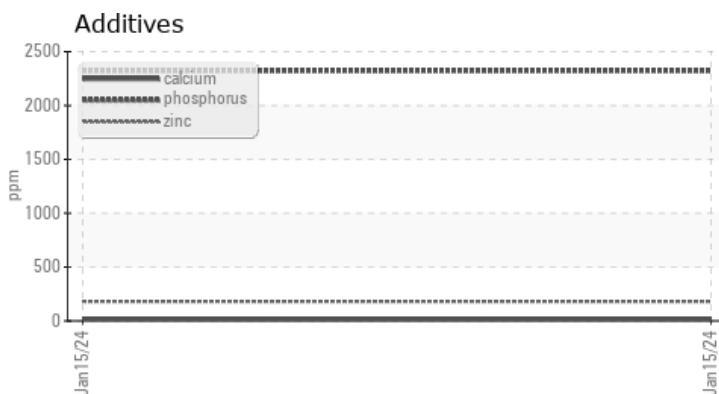 Additives
2500
2000
1500
1000
500
0
ppm
calcium
phosphorus
zinc
Jan15/24
Jan15/24